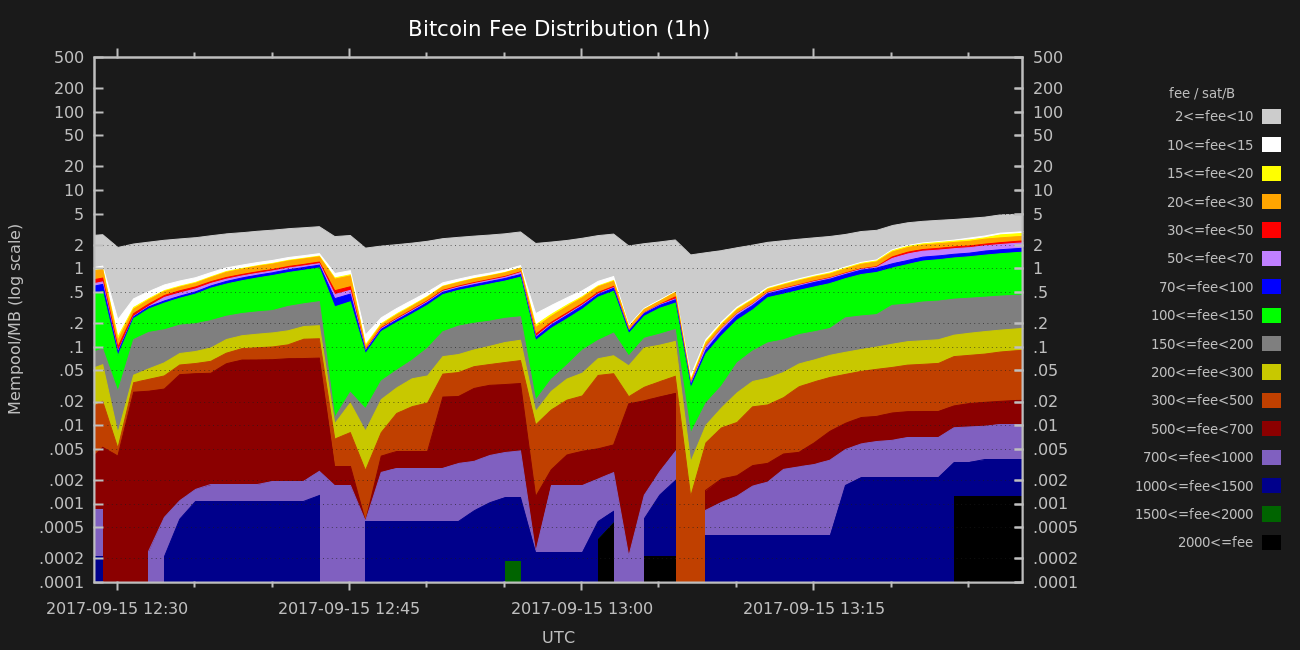 Bitcoin Fee Distribution (1h)
500 500
200 200
100 100
50 50
20 20
10 10
5 5
2 2
1 1
.5 .5
.2 .2
.1 .1
.05 .05
.02 .02
.01 .01
.005 .005
.002 .002
.001 .001
.0005 .0005
.0002 .0002
.0001 .0001
Mempool/MB (log scale)
2017-09-15 12:30 2017-09-15 12:45 2017-09-15 13:00 2017-09-15 13:15
UTC
fee / sat/B
2<=fee<10
10<=fee<15
15<=fee<20
20<=fee<30
30<=fee<50
50<=fee<70
70<=fee<100
100<=fee<150
150<=fee<200
200<=fee<300
300<=fee<500
500<=fee<700
700<=fee<1000
1000<=fee<1500
1500<=fee<2000
2000<=fee